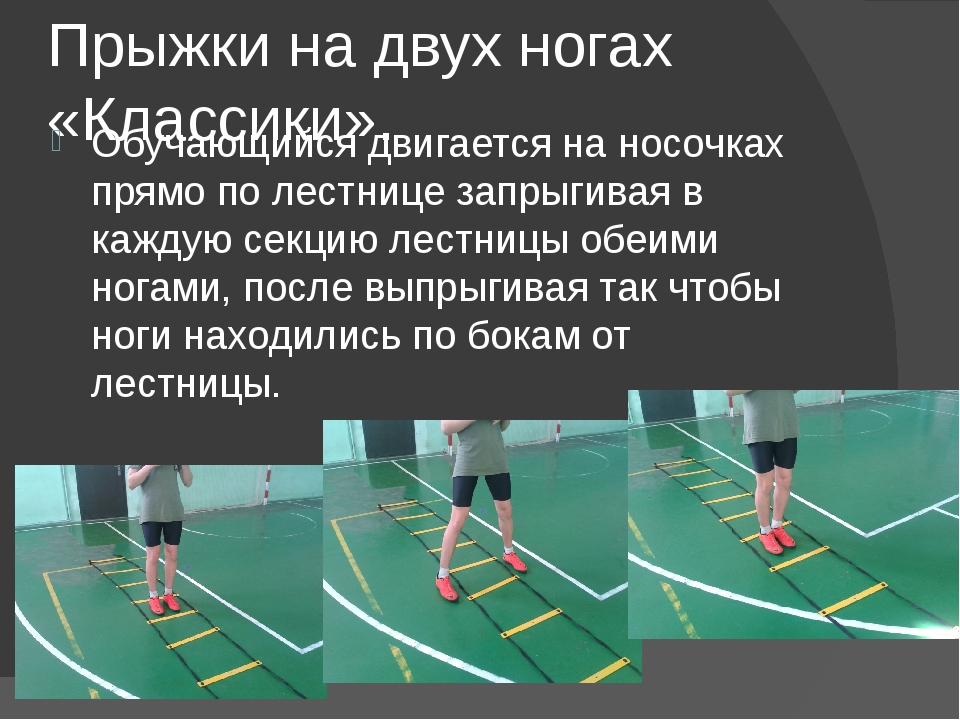 Прыжки на двух ногах
«Классики».
Обучающийся двигается на носочках
прямо по лестнице запрыгивая в
каждую секцию лестницы обеими
ногами, после выпрыгивая так чтобы
ноги находились по бокам от
лестницы.